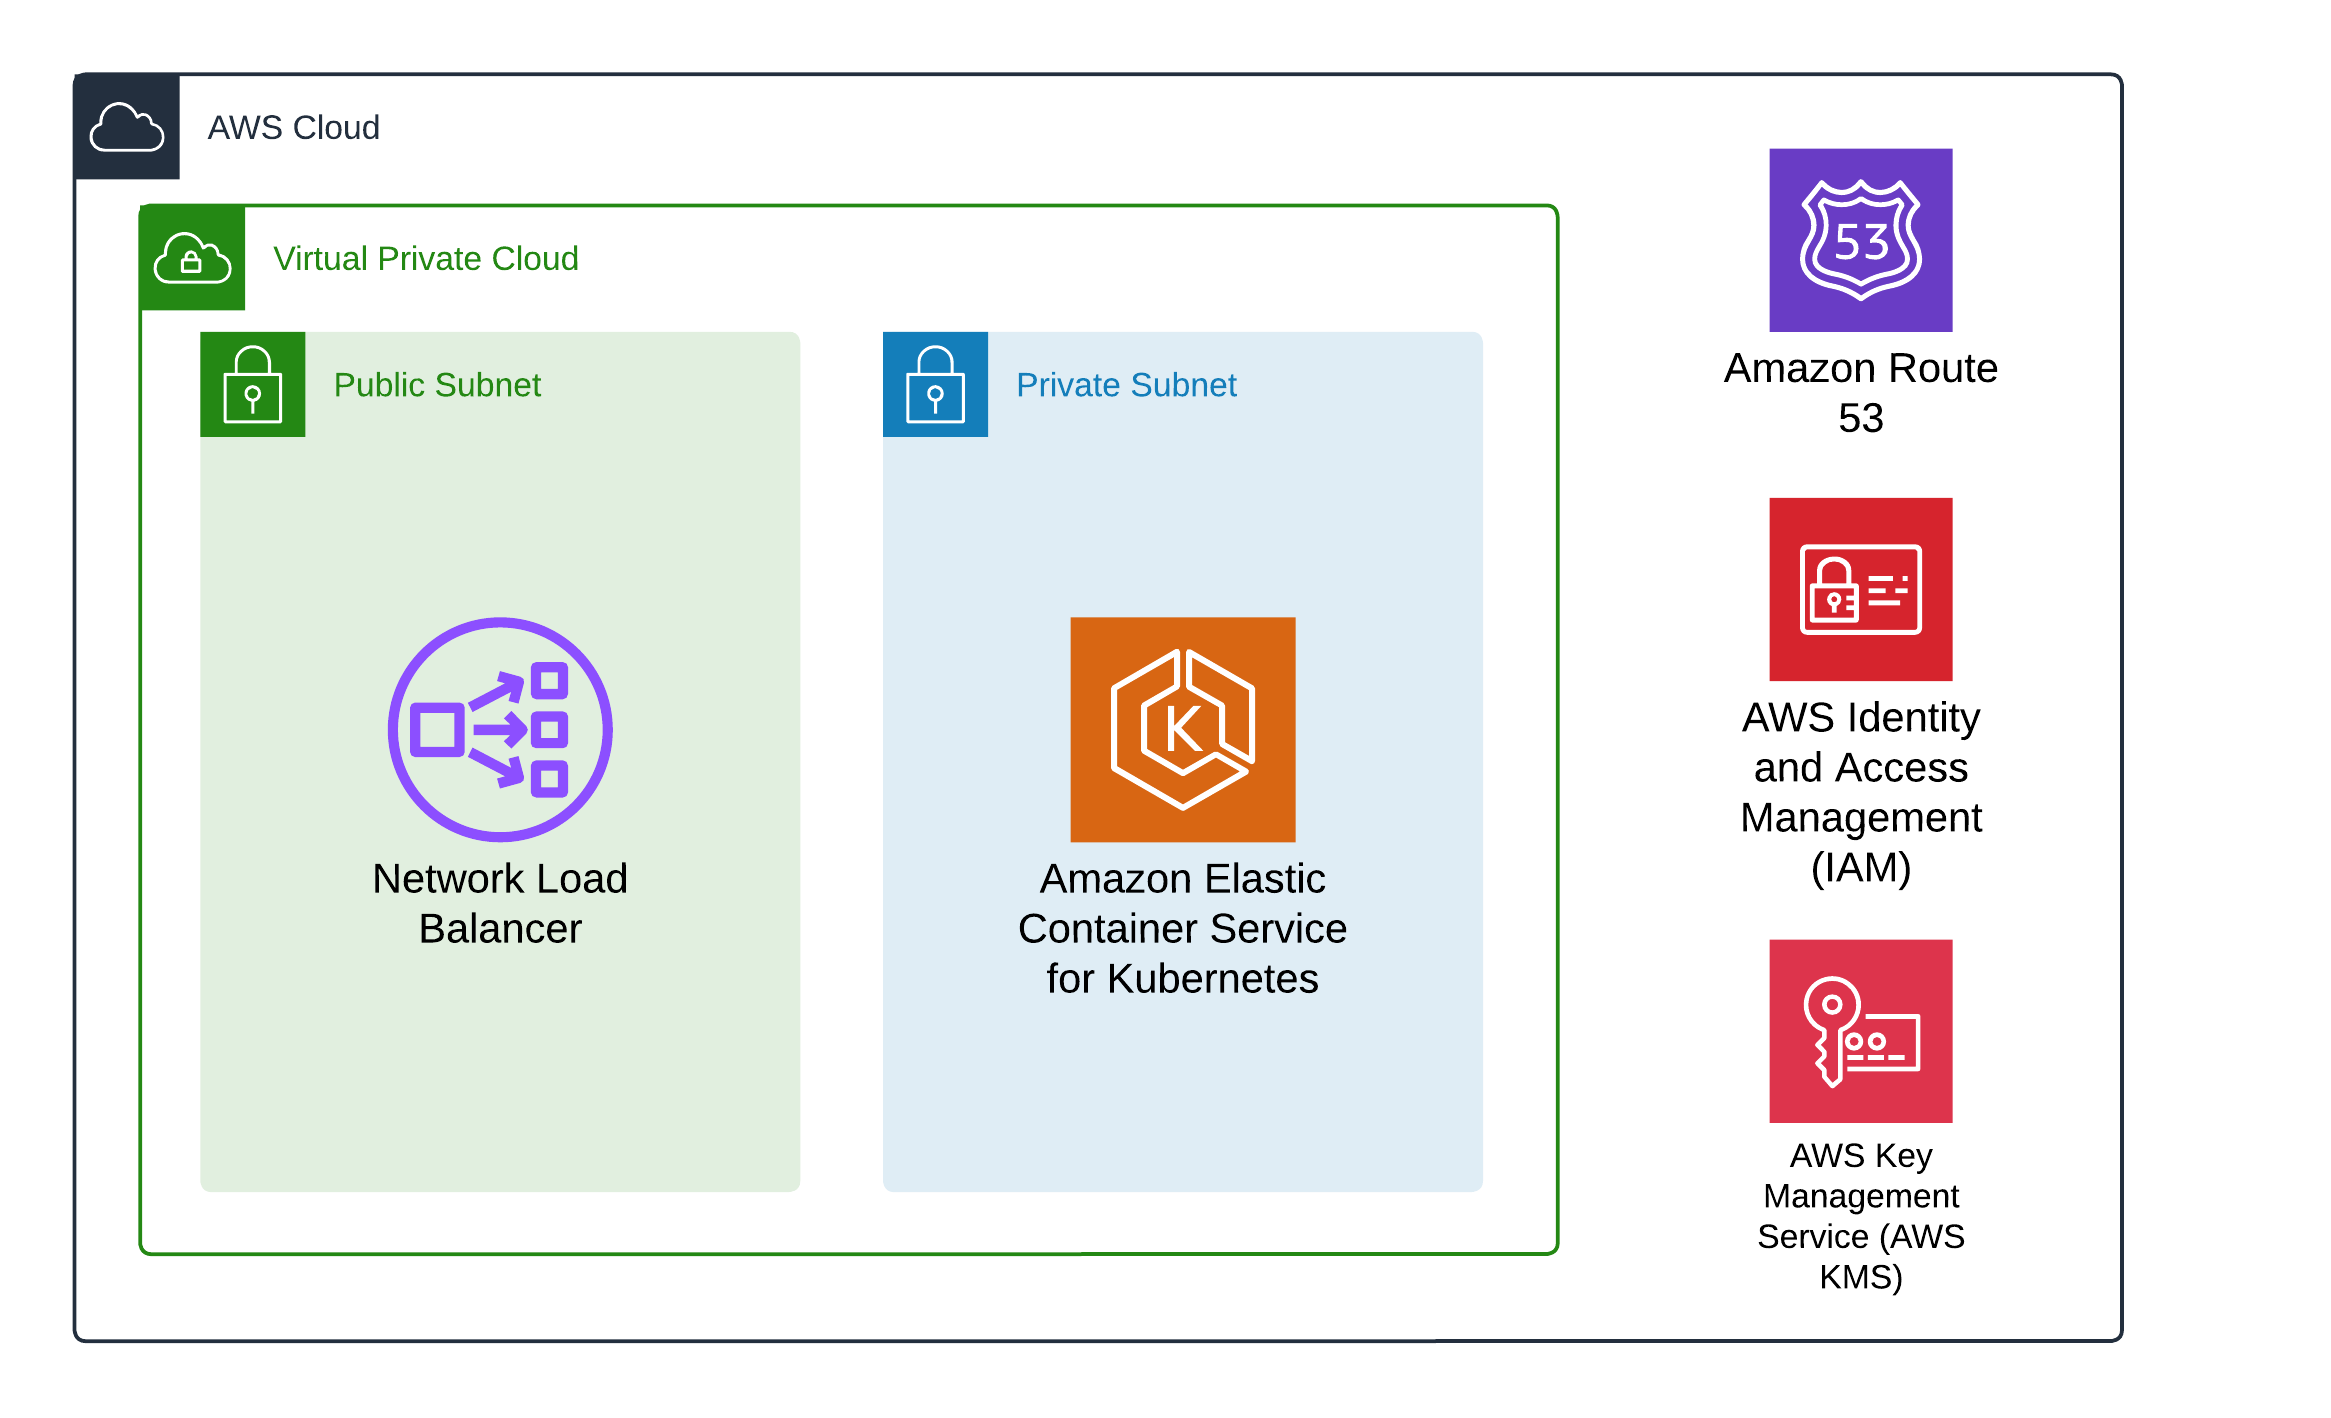 AWS Cloud
Virtual Private Cloud
Public Subnet
Network Load
Balancer
Private Subnet
K
Amazon Elastic
Container Service
for Kubernetes
53
Amazon Route
53
AWS Identity
and Access
Management
(IAM)
AWS Key
Management
Service (AWS
KMS)